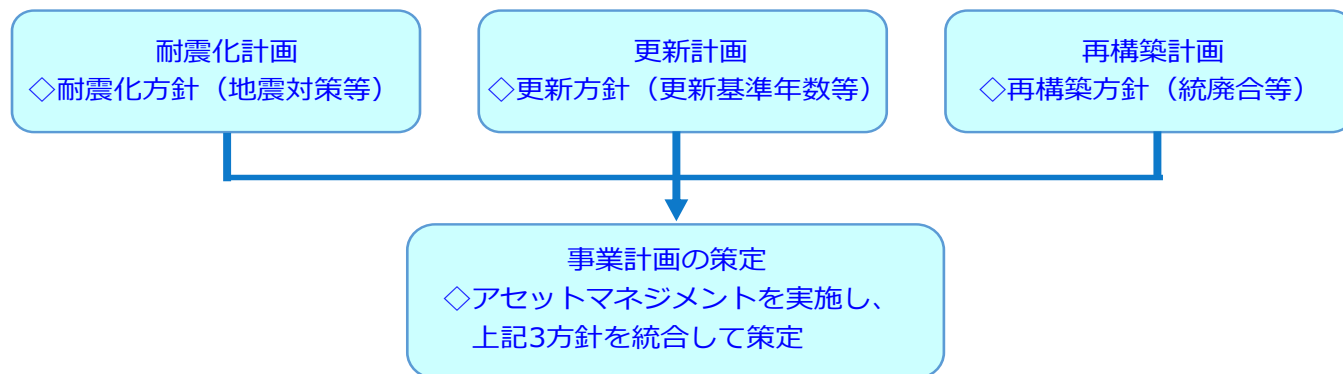 耐震化計画
◇耐震化方針（地震対策等）
更新計画
◇更新方針（更新基準年数等）
再構築計画
◇再構築方針（統廃合等）
事業計画の策定
◇アセットマネジメントを実施し、
上記3方針を統合して策定